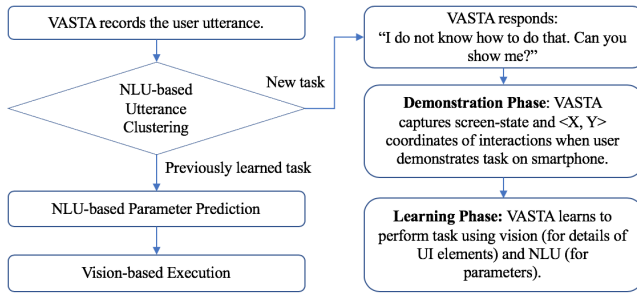 VASTA records the user utterance.
NLU-based
Utterance
Clustering
New task
Previously learned task
NLU-based Parameter Prediction
Vision-based Execution
VASTA responds:
“I do not know how to do that. Can you
show me?”
Demonstration Phase: VASTA
captures screen-state and <X, Y>
coordinates of interactions when user
demonstrates task on smartphone.
Learning Phase: VASTA learns to
perform task using vision (for details of
UI elements) and NLU (for
parameters).